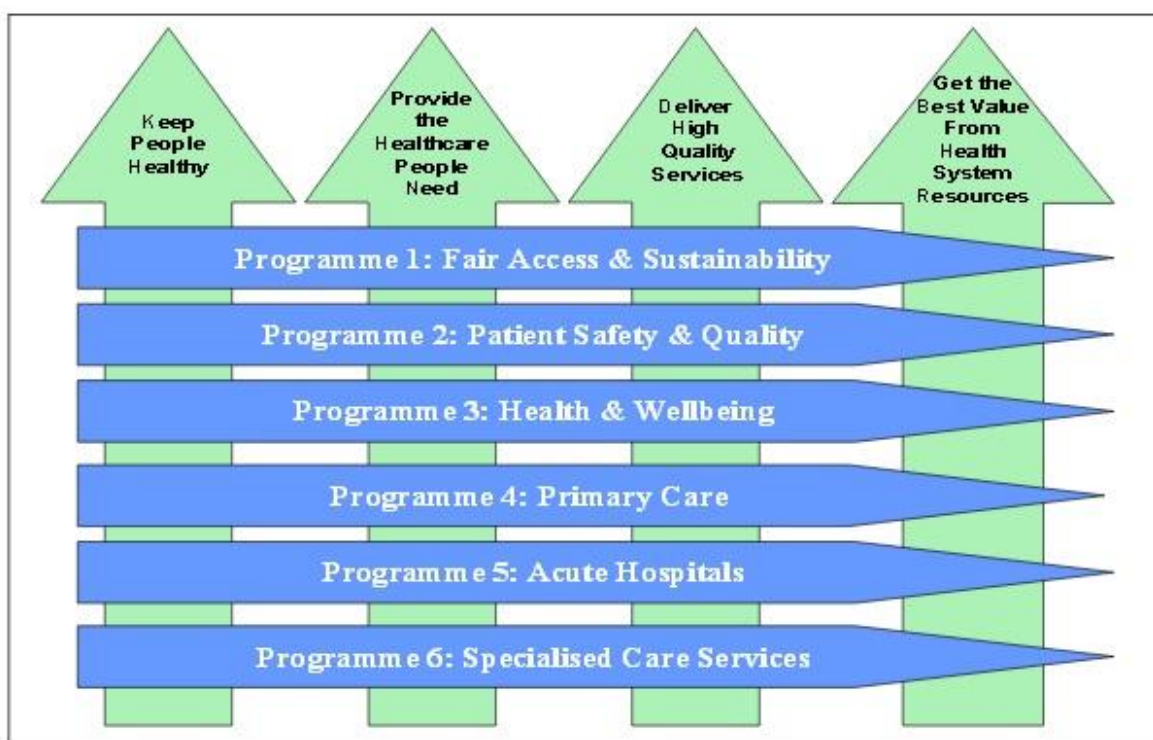 Keep
People
Healthy
Provide
the
Healthcare
People
Need
Deliver
High
Quality
Services
Get the
Best Value
From
Health
System
Resources
Programme 1: Fair Access & Sustainability
Programme 2: Patient Safety & Quality
Programme 3: Health & Wellbeing
Programme 4: Primary Care
Programme 5: Acute Hospitals
Programme 6: Specialised Care Services